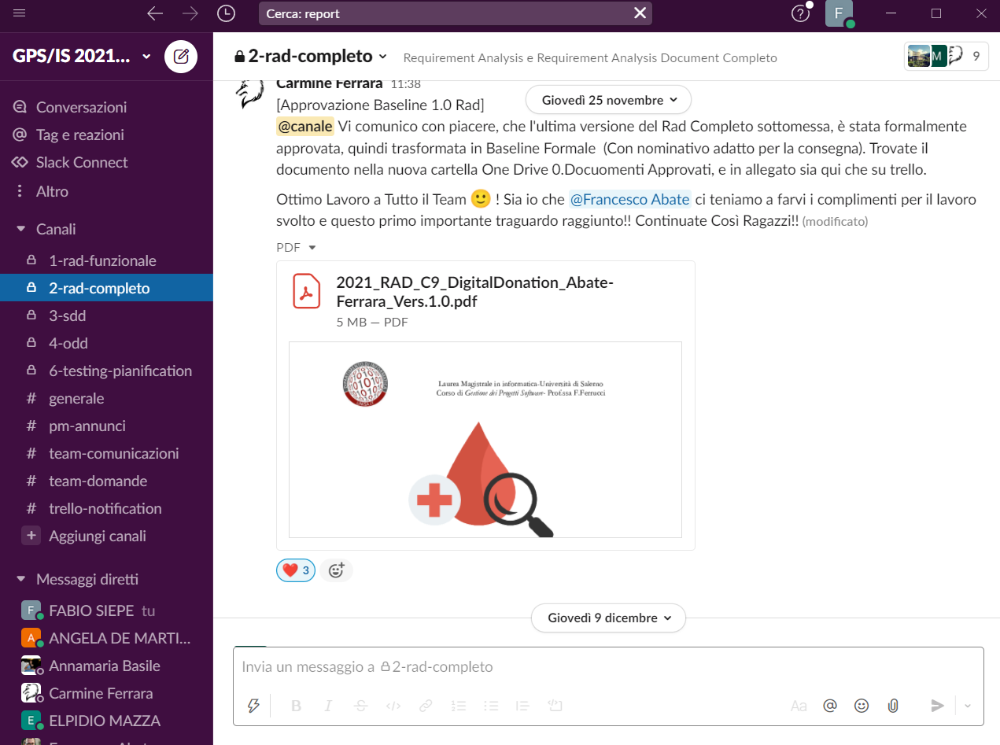 Cerca: report
F
GPS/IS 2021...
Conversazioni
Tag e reazioni
Slack Connect
Altro
Canali
1-rad-funzionale
2-rad-completo
3-sdd
4-odd
6-testing-pianification
# generale
# pm-annunci
# team-comunicazioni
# team-domande
# trello-notification
+ Aggiungi canali
Messaggi diretti
F FABIO SIEPE tu
A ANGELA DE MARTI...
Annamaria Basile
Carmine Ferrara
E ELPIDIO MAZZA
2-rad-completo
Requirement Analysis e Requirement Analysis Document Completo
M
9
Carmine Ferrara 11:38
Giovedì 25 novembre
[Approvazione Baseline 1.0 Rad]
@canale Vi comunico con piacere, che l'ultima versione del Rad Completo sottomessa, è stata formalmente
approvata, quindi trasformata in Baseline Formale (Con nominativo adatto per la consegna). Trovate il
documento nella nuova cartella One Drive 0.Docuomenti Approvati, e in allegato sia qui che su trello.
Ottimo Lavoro a Tutto il Team 🙂 ! Sia io che @Francesco Abate ci teniamo a farvi i complimenti per il lavoro
svolto e questo primo importante traguardo raggiunto!! Continuate Così Ragazzi!! (modificato)
PDF
2021_RAD_C9_DigitalDonation_Abate-
Ferrara_Vers.1.0.pdf
5 MB — PDF
Laurea Magistrale in informatica-Università di Salerno
Corso di Gestione dei Progetti Software- Prof.ssa F.Ferrucci
❤️ 3
Giovedì 9 dicembre
Invia un messaggio a 2-rad-completo
B I S </> Aa @